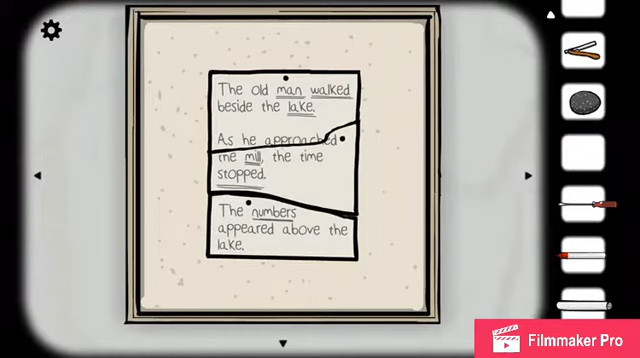 The old man walked
beside the lake.
As he approached
the mill, the time
stopped.
The numbers
appeared above the
lake.
Filmmaker Pro